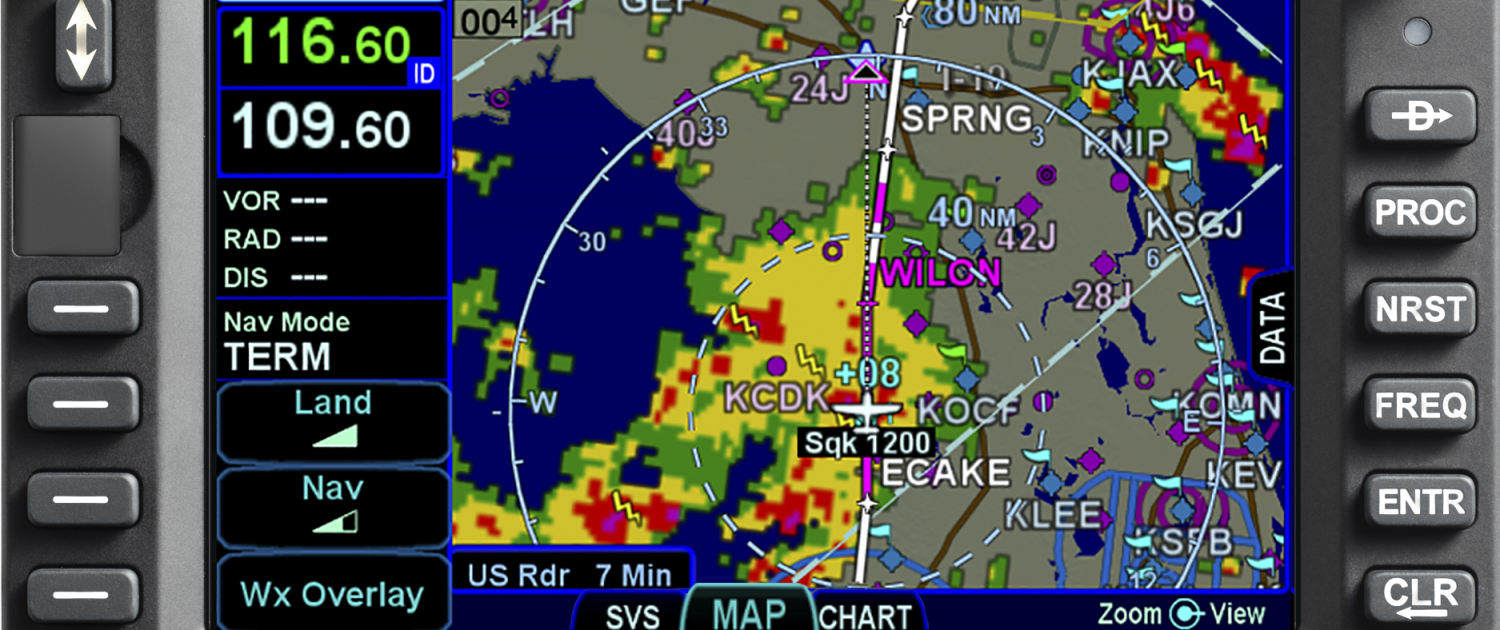 116.60
ID
109.60
VOR ---
RAD ---
DIS ---
Nav Mode
TERM
Land
Nav
Wx Overlay
004
GEF
80 NM
LH
24J
N
I-10
KJAX
40J
33
SPRNG
3
KNIP
30
40 NM
42J
KSGJ
6
WILON
28J
W
+08
KCDK
KOCF
KOMN
E
Sqk 1200
ECAKE
KEV
KLEE
KSFB
12
US Rdr 7 Min
SVS
MAP
CHART
Zoom
View
DATA
D
PROC
NRST
FREQ
ENTR
CLR